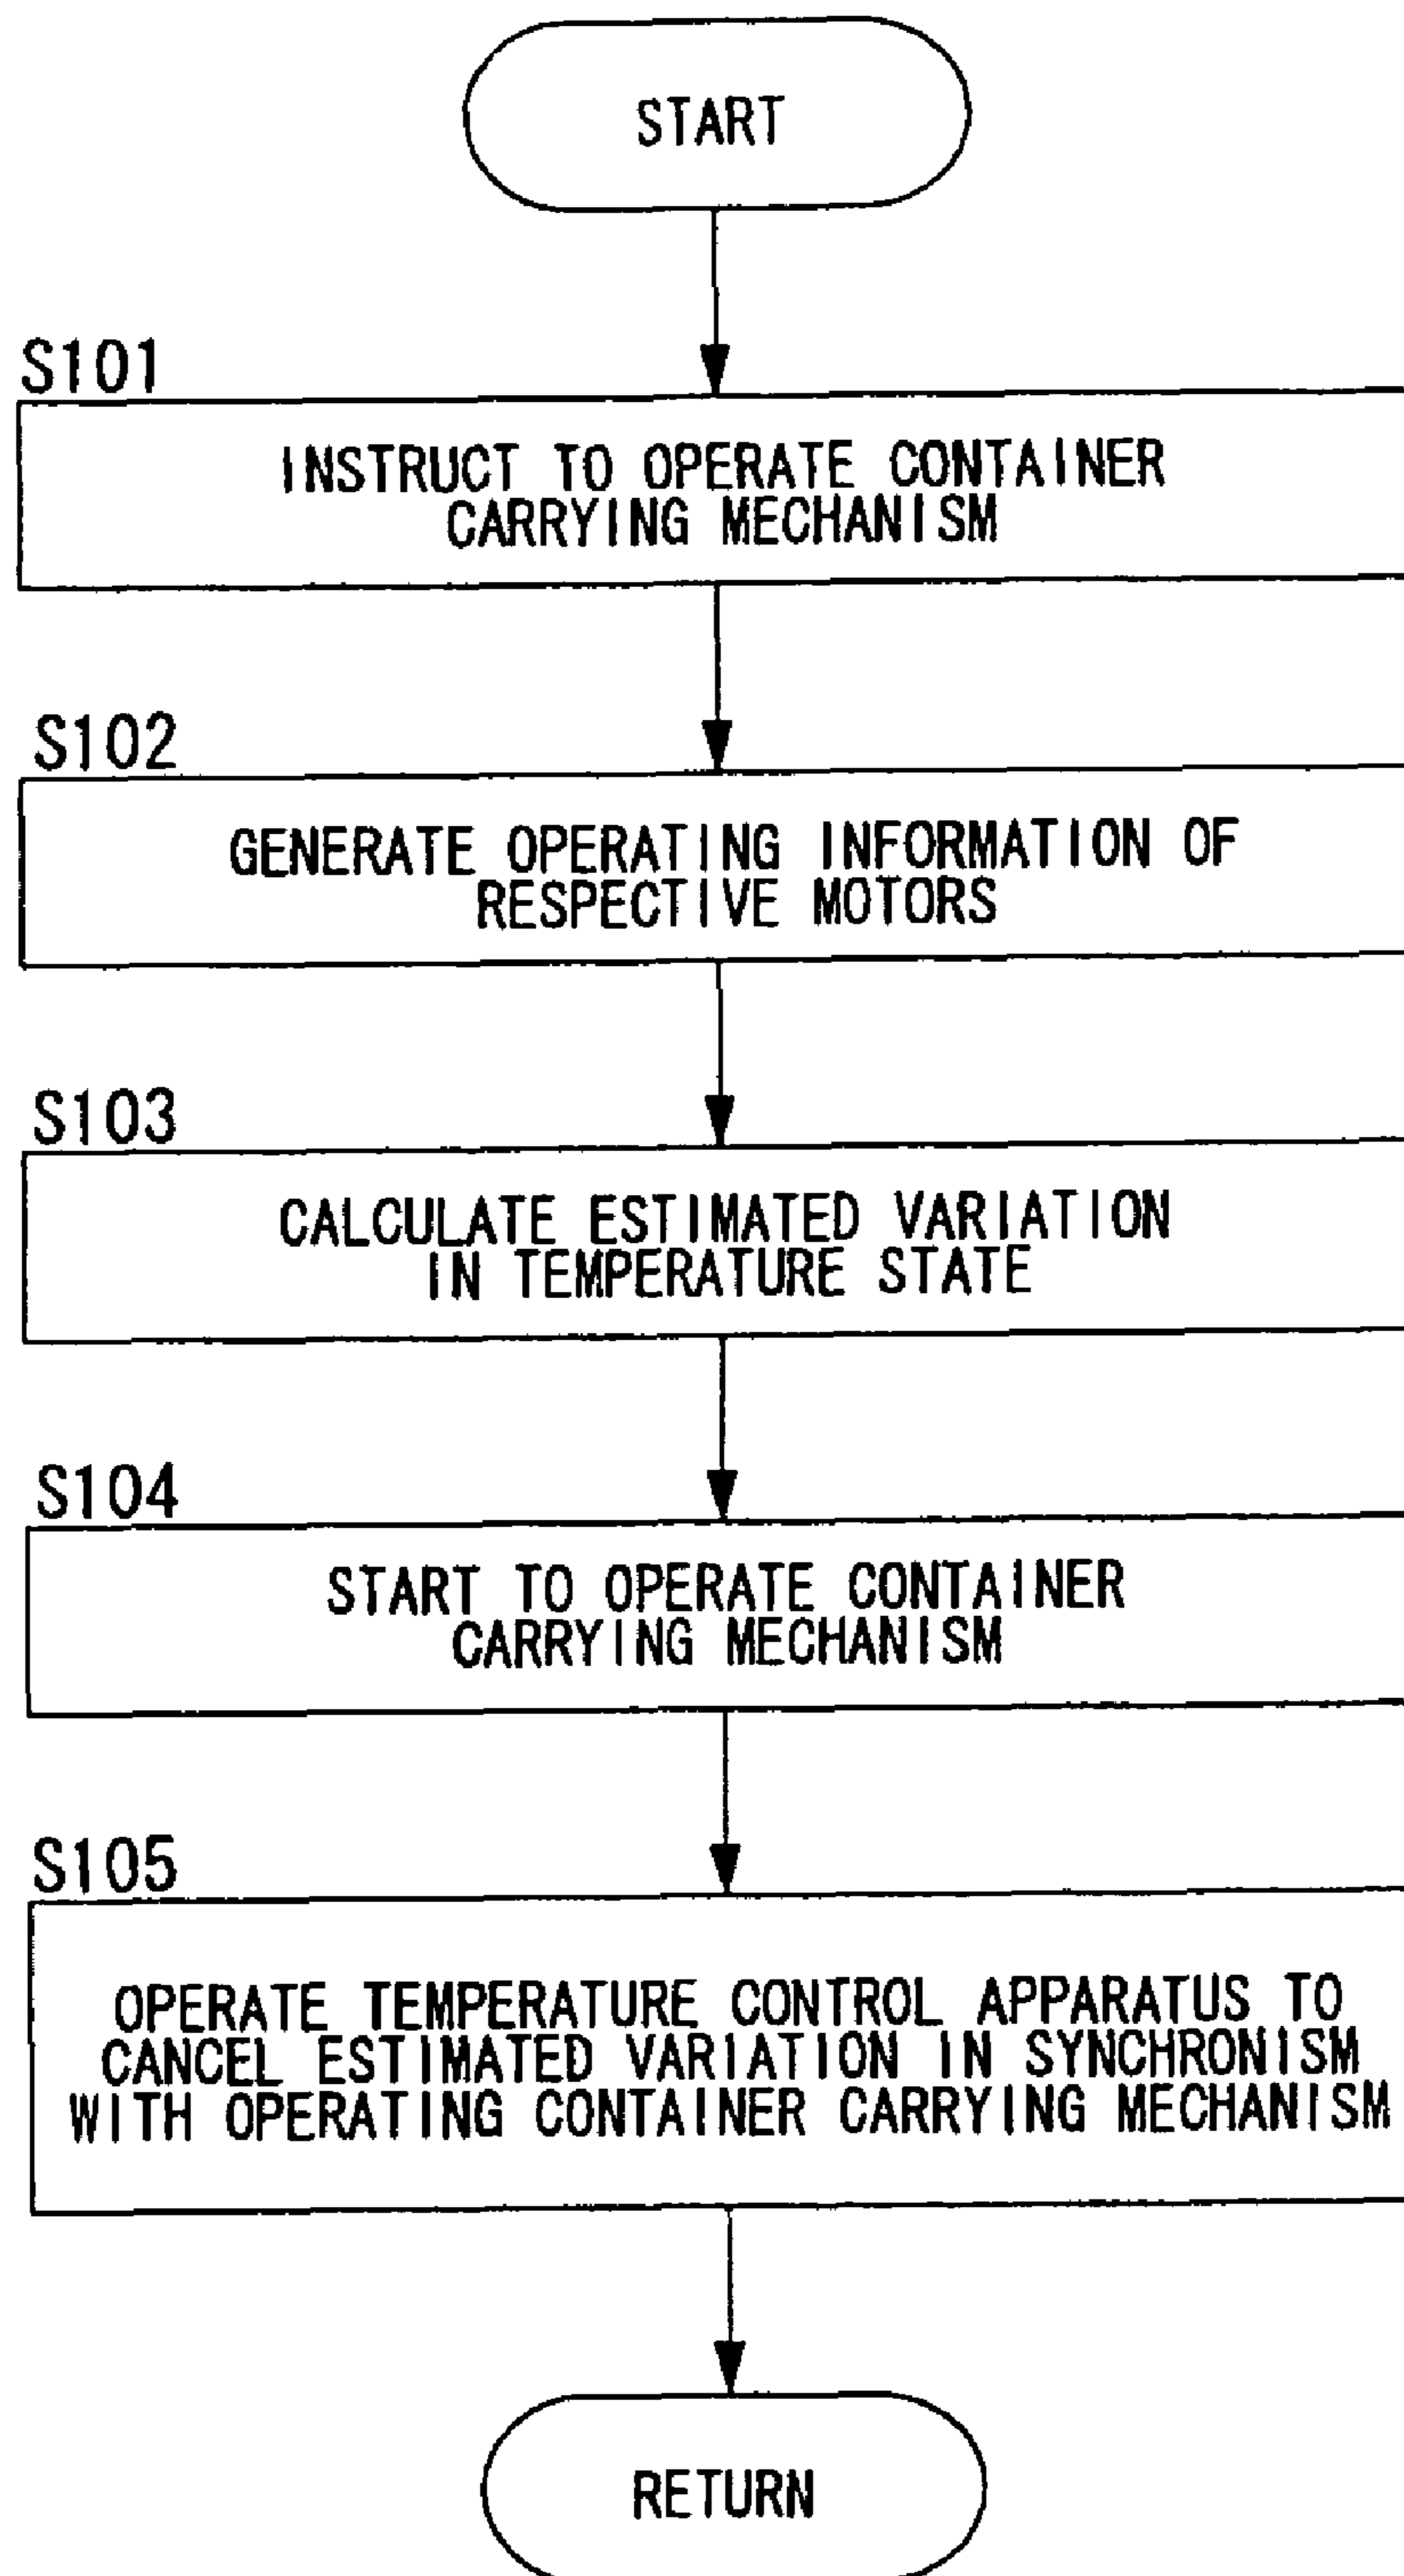 START
S101
INSTRUCT TO OPERATE CONTAINER
CARRYING MECHANISM
S102
GENERATE OPERATING INFORMATION OF
RESPECTIVE MOTORS
S103
CALCULATE ESTIMATED VARIATION
IN TEMPERATURE STATE
S104
START TO OPERATE CONTAINER
CARRYING MECHANISM
S105
OPERATE TEMPERATURE CONTROL APPARATUS TO
CANCEL ESTIMATED VARIATION IN SYNCHRONISM
WITH OPERATING CONTAINER CARRYING MECHANISM
RETURN